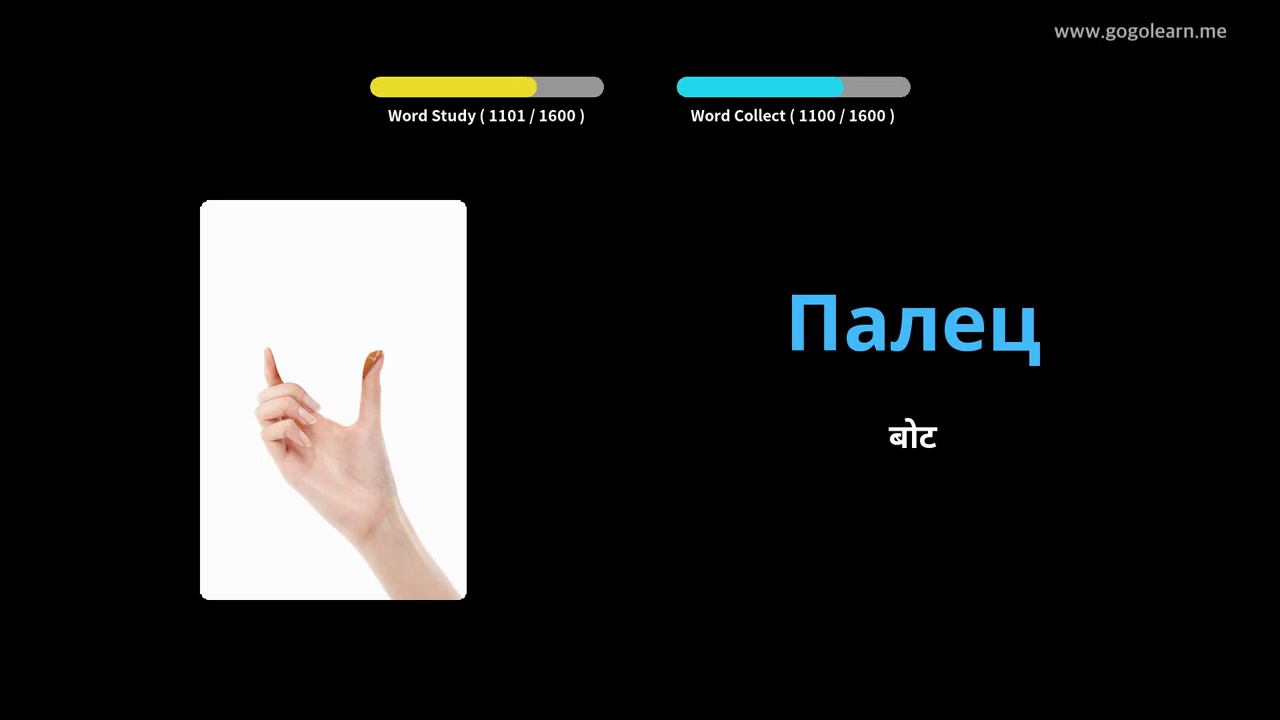 www.gogolearn.me
Word Study ( 1101 / 1600 )
Word Collect ( 1100 / 1600 )
Палец
बोट